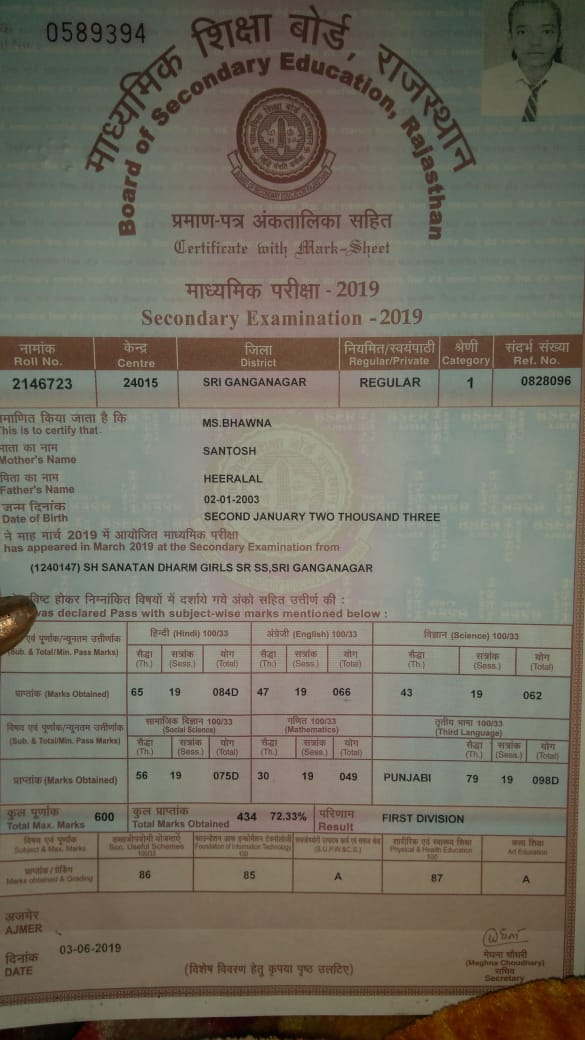 0589394
माध्यमिक शिक्षा बोर्ड, राजस्थान
Board of Secondary Education, Rajasthan
प्रमाण-पत्र अंकतालिका सहित
Certificate with Mark-Sheet
माध्यमिक परीक्षा - 2019
Secondary Examination - 2019
नामांक केन्द्र जिला नियमित/स्वयंपाठी श्रेणी संदर्भ संख्या
Roll No. Centre District Regular/Private Category Ref. No.
2146723 24015 SRI GANGANAGAR REGULAR 1 0828096
माणित किया जाता है कि
This is to certify that MS.BHAWNA
माता का नाम
Mother's Name SANTOSH
पिता का नाम
Father's Name HEERALAL
जन्म दिनांक 02-01-2003
Date of Birth SECOND JANUARY TWO THOUSAND THREE
ने माह मार्च 2019 में आयोजित माध्यमिक परीक्षा
has appeared in March 2019 at the Secondary Examination from
(1240147) SH SANATAN DHARM GIRLS SR SS,SRI GANGANAGAR
विष्ट होकर निम्नांकित विषयों में दर्शाये गये अंको सहित उत्तीर्ण की :
was declared Pass with subject-wise marks mentioned below :
एवं पूर्णांक/न्यूनतम उत्तीर्णांक हिन्दी (Hindi) 100/33 अंग्रेजी (English) 100/33 विज्ञान (Science) 100/33
(Sub. & Total/Min. Pass Marks) सैद्धा सत्रांक योग सैद्धा सत्रांक योग सैद्धा सत्रांक योग
(Th.) (Sess.) (Total) (Th.) (Sess.) (Total) (Th.) (Sess.) (Total)
प्राप्तांक (Marks Obtained) 65 19 084D 47 19 066 43 19 062
विषय एवं पूर्णांक/न्यूनतम उत्तीर्णांक सामाजिक विज्ञान 100/33 गणित 100/33 तृतीय भाषा 100/33
(Sub. & Total/Min. Pass Marks) (Social Science) (Mathematics) (Third Language)
सैद्धा सत्रांक योग सैद्धा सत्रांक योग सैद्धा सत्रांक योग
(Th.) (Sess.) (Total) (Th.) (Sess.) (Total) (Th.) (Sess.) (Total)
प्राप्तांक (Marks Obtained) 56 19 075D 30 19 049 PUNJABI 79 19 098D
कुल पूर्णांक 600 कुल प्राप्तांक 434 72.33% परिणाम FIRST DIVISION
Total Max. Marks Total Marks Obtained Result
विषय एवं पूर्णांक समाजोपयोगी योजनाऐं फाउन्डेशन ऑफ इन्फोर्मेशन टेक्नोलॉजी शारीरिक एवं स्वास्थ्य शिक्षा कला शिक्षा
Subject & Max. Marks Soc. Useful Schemes Foundation of Information Technology (S.U.P.W.&C.S.) Physical & Health Education Art Education
100/33 100 100
प्राप्तांक / ग्रेडिंग
Marks obtained & Grading 86 85 A 87 A
अजमेर
AJMER
दिनांक 03-06-2019
DATE
(विशेष विवरण हेतु कृपया पृष्ठ उलटिए)
मेघना चौधरी
(Meghna Choudhary)
सचिव
Secretary